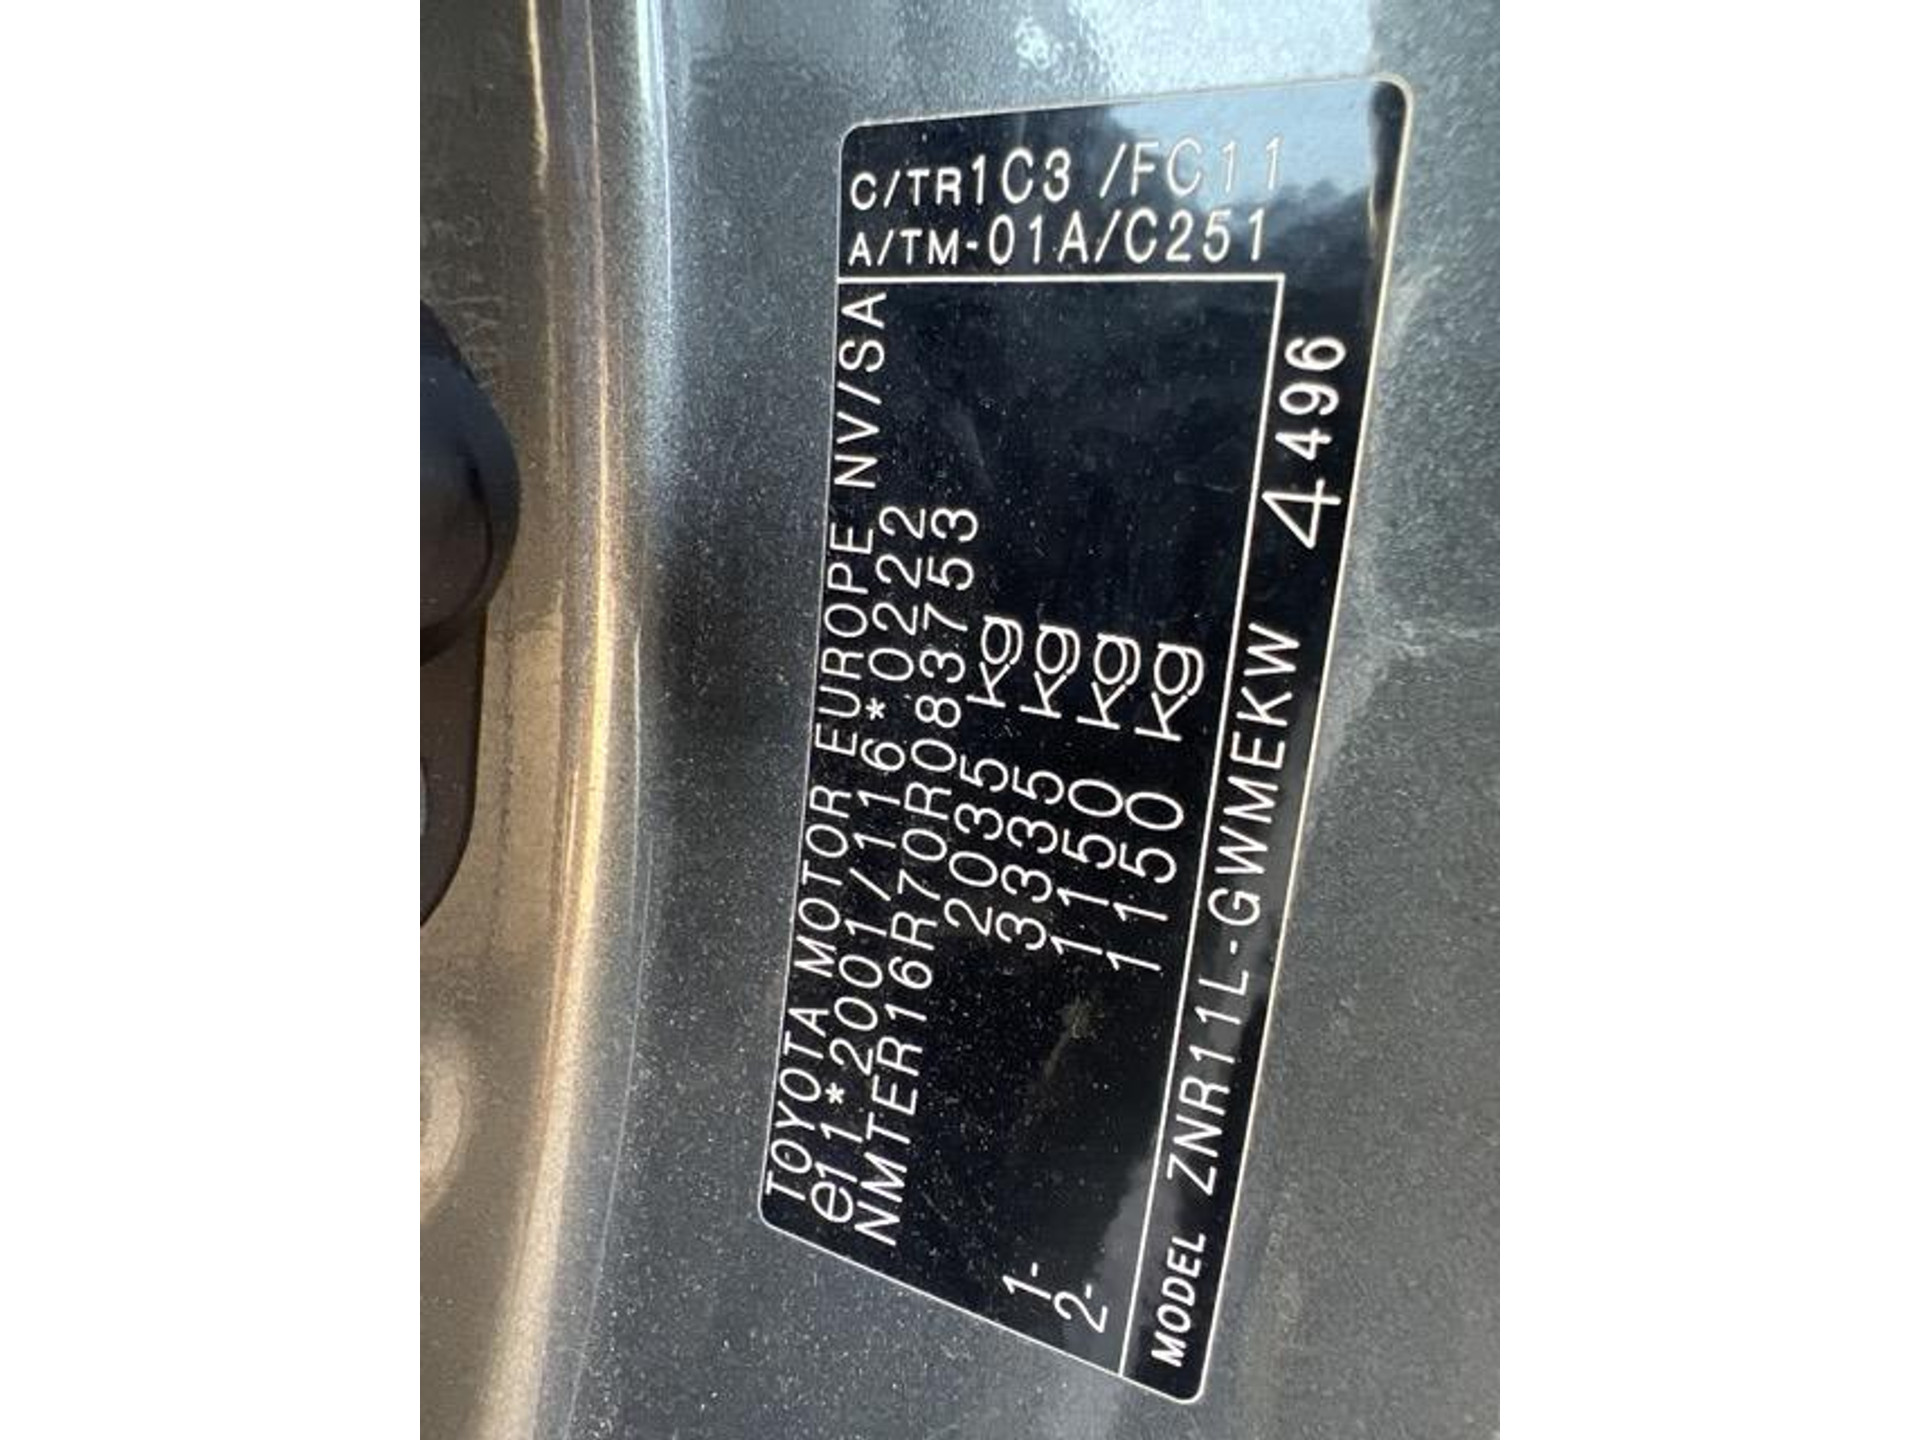 C/TR1C3 /FC11
A/TM-01A/C251
TOYOTA MOTOR EUROPE NV/SA
e11*2001/116*0222
NMTER16R70R083753
2035 kg
3335 kg
1- 1150 kg
2- 1150 kg
MODEL ZNR11L-GWMEKW 4 496